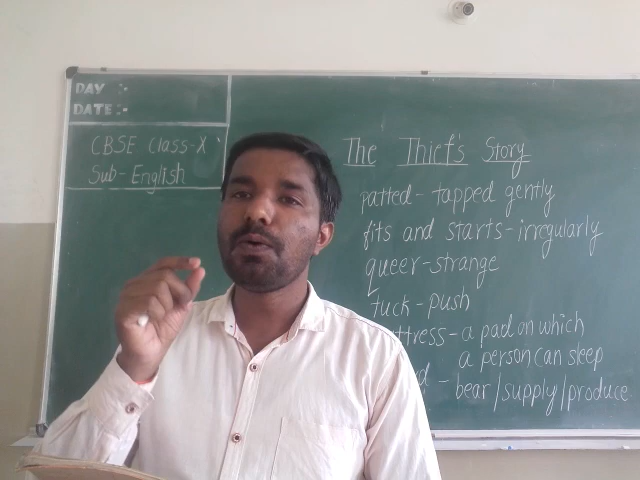 DAY :-
DATE :-
CBSE Class-X
Sub- English
The Thief's Story
patted - tapped gently
fits and starts - irregularly
queer - strange
tuck - push
- a pad on which
a person can sleep
- bear/supply/produce